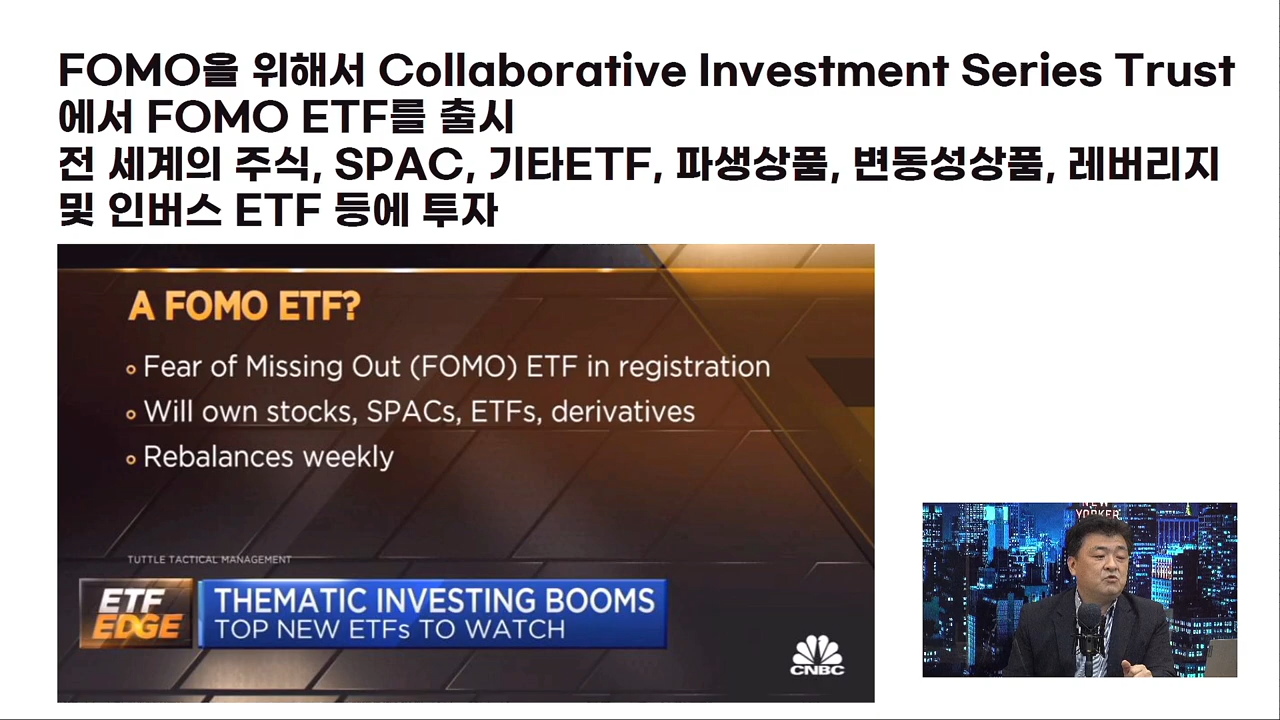 FOMO을 위해서 Collaborative Investment Series Trust
에서 FOMO ETF를 출시
전 세계의 주식, SPAC, 기타ETF, 파생상품, 변동성상품, 레버리지
및 인버스 ETF 등에 투자
A FOMO ETF?
Fear of Missing Out (FOMO) ETF in registration
Will own stocks, SPACs, ETFs, derivatives
Rebalances weekly
TUTTLE TACTICAL MANAGEMENT
ETF
EDGE
THEMATIC INVESTING BOOMS
TOP NEW ETFs TO WATCH
CNBC
NEW
YORKER